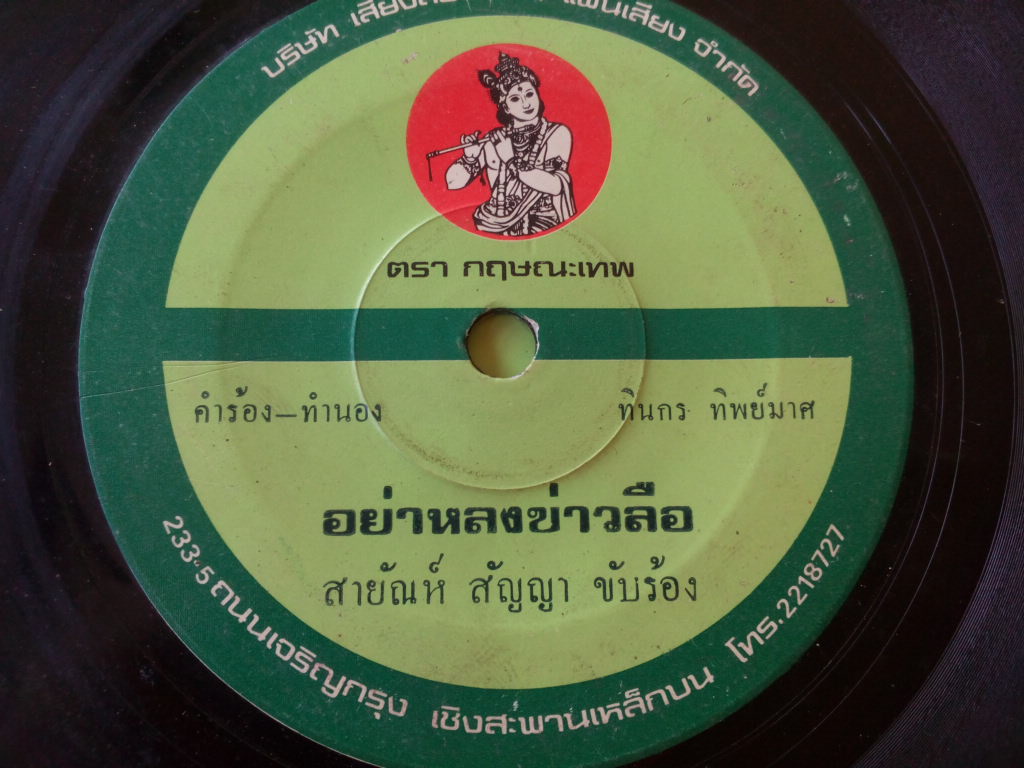 บริษัท แผ่นเสียง จำกัด
ตรา กฤษณะเทพ
คำร้อง—ทำนอง ทินกร ทิพย์มาศ
อย่าหลงข่าวลือ
สายัณห์ สัญญา ขับร้อง
233-5 ถนนเจริญกรุง เชิงสะพานเหล็กบน โทร.2218727